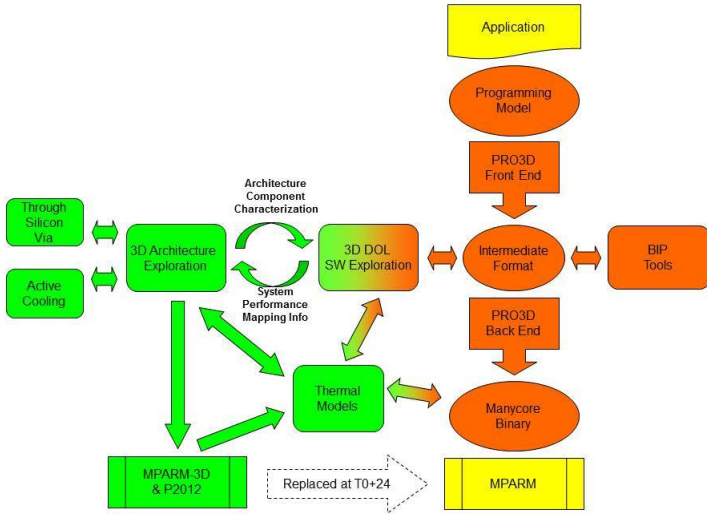 Application
Programming
Model
PRO3D
Front End
Architecture
Component
Characterization
Through
Silicon
Via
3D Architecture
Exploration
3D DOL
SW Exploration
Intermediate
Format
BIP
Tools
Active
Cooling
System
Performance
Mapping Info
PRO3D
Back End
Thermal
Models
Manycore
Binary
MPARM-3D
& P2012
Replaced at T0+24
MPARM